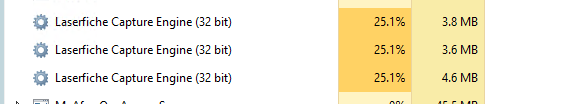 Laserfiche Capture Engine (32 bit) 25.1% 3.8 MB
Laserfiche Capture Engine (32 bit) 25.1% 3.6 MB
Laserfiche Capture Engine (32 bit) 25.1% 4.6 MB